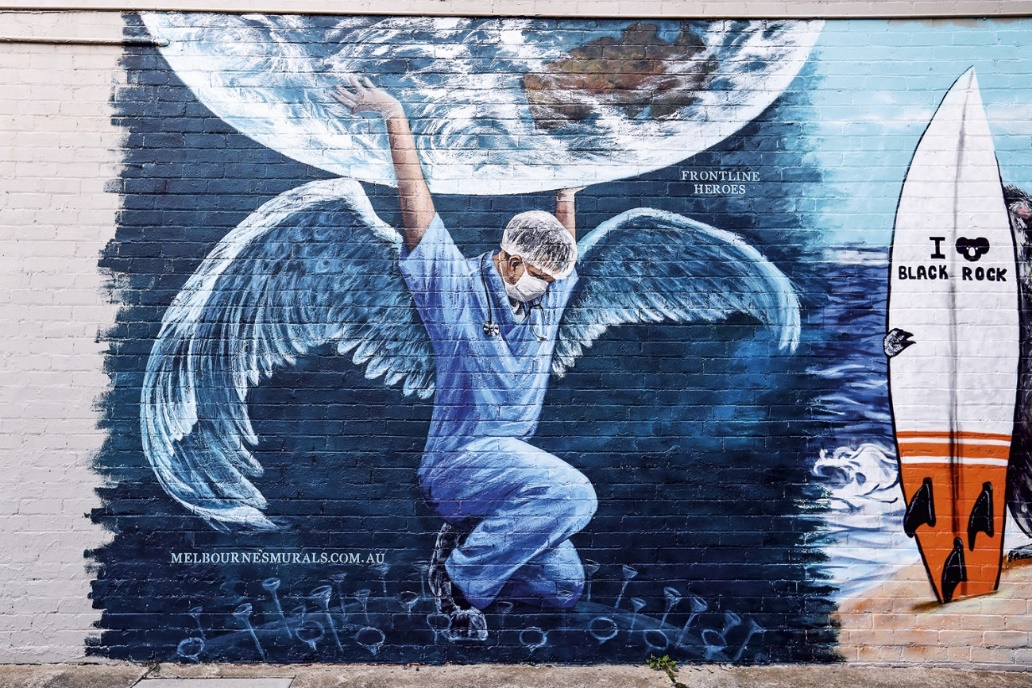 FRONTLINE
HEROES
I
BLACK ROCK
MELBOURNESMURALS.COM.AU